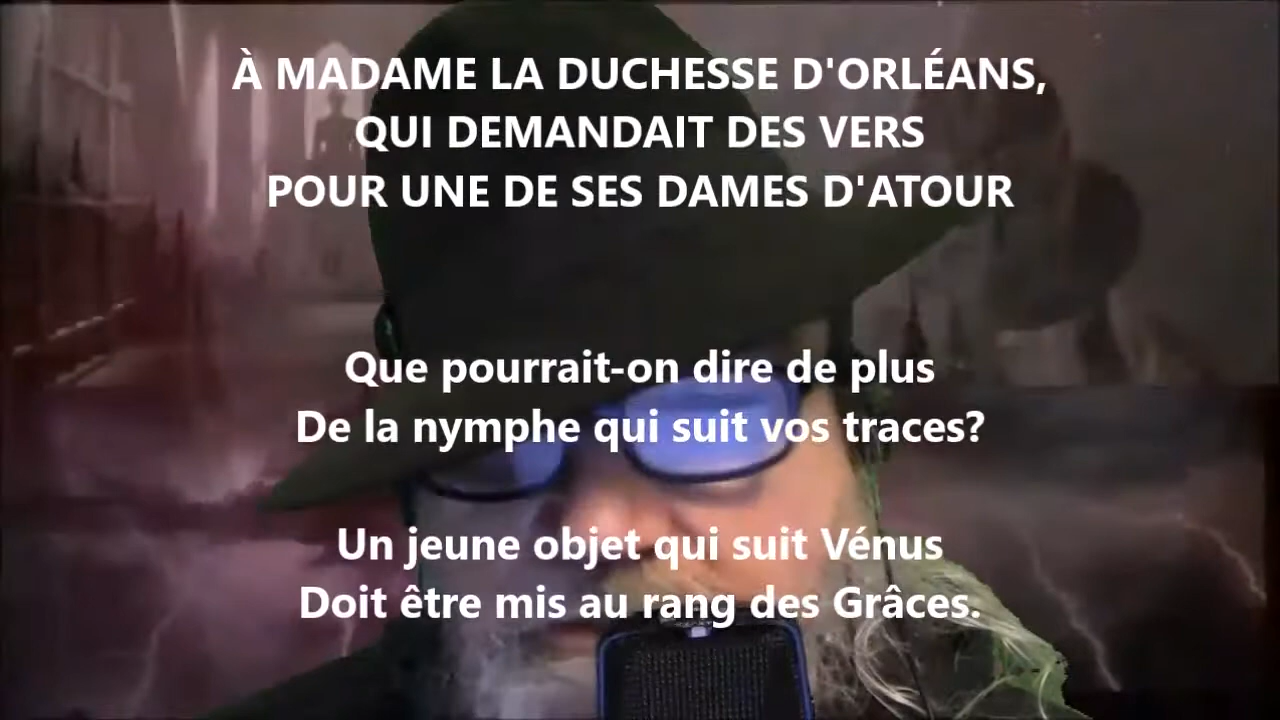 À MADAME LA DUCHESSE D'ORLÉANS,
QUI DEMANDAIT DES VERS
POUR UNE DE SES DAMES D'ATOUR
Que pourrait-on dire de plus
De la nymphe qui suit vos traces?
Un jeune objet qui suit Vénus
Doit être mis au rang des Grâces.